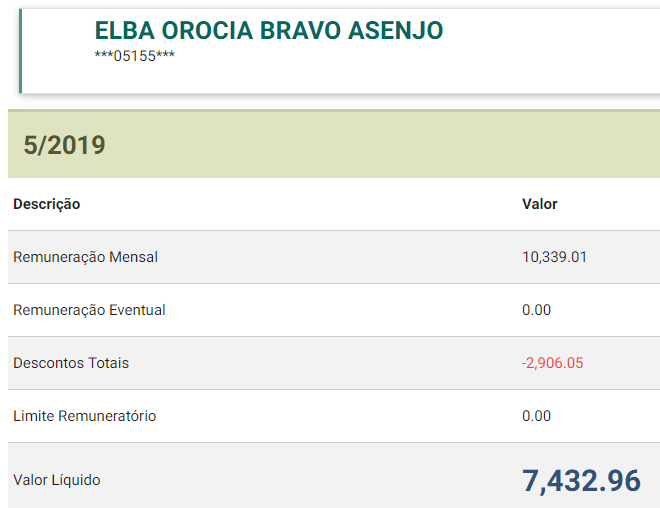 ELBA OROCIA BRAVO ASENJO
***05155***
5/2019
Descrição Valor
Remuneração Mensal 10,339.01
Remuneração Eventual 0.00
Descontos Totais -2,906.05
Limite Remuneratório 0.00
Valor Líquido 7,432.96